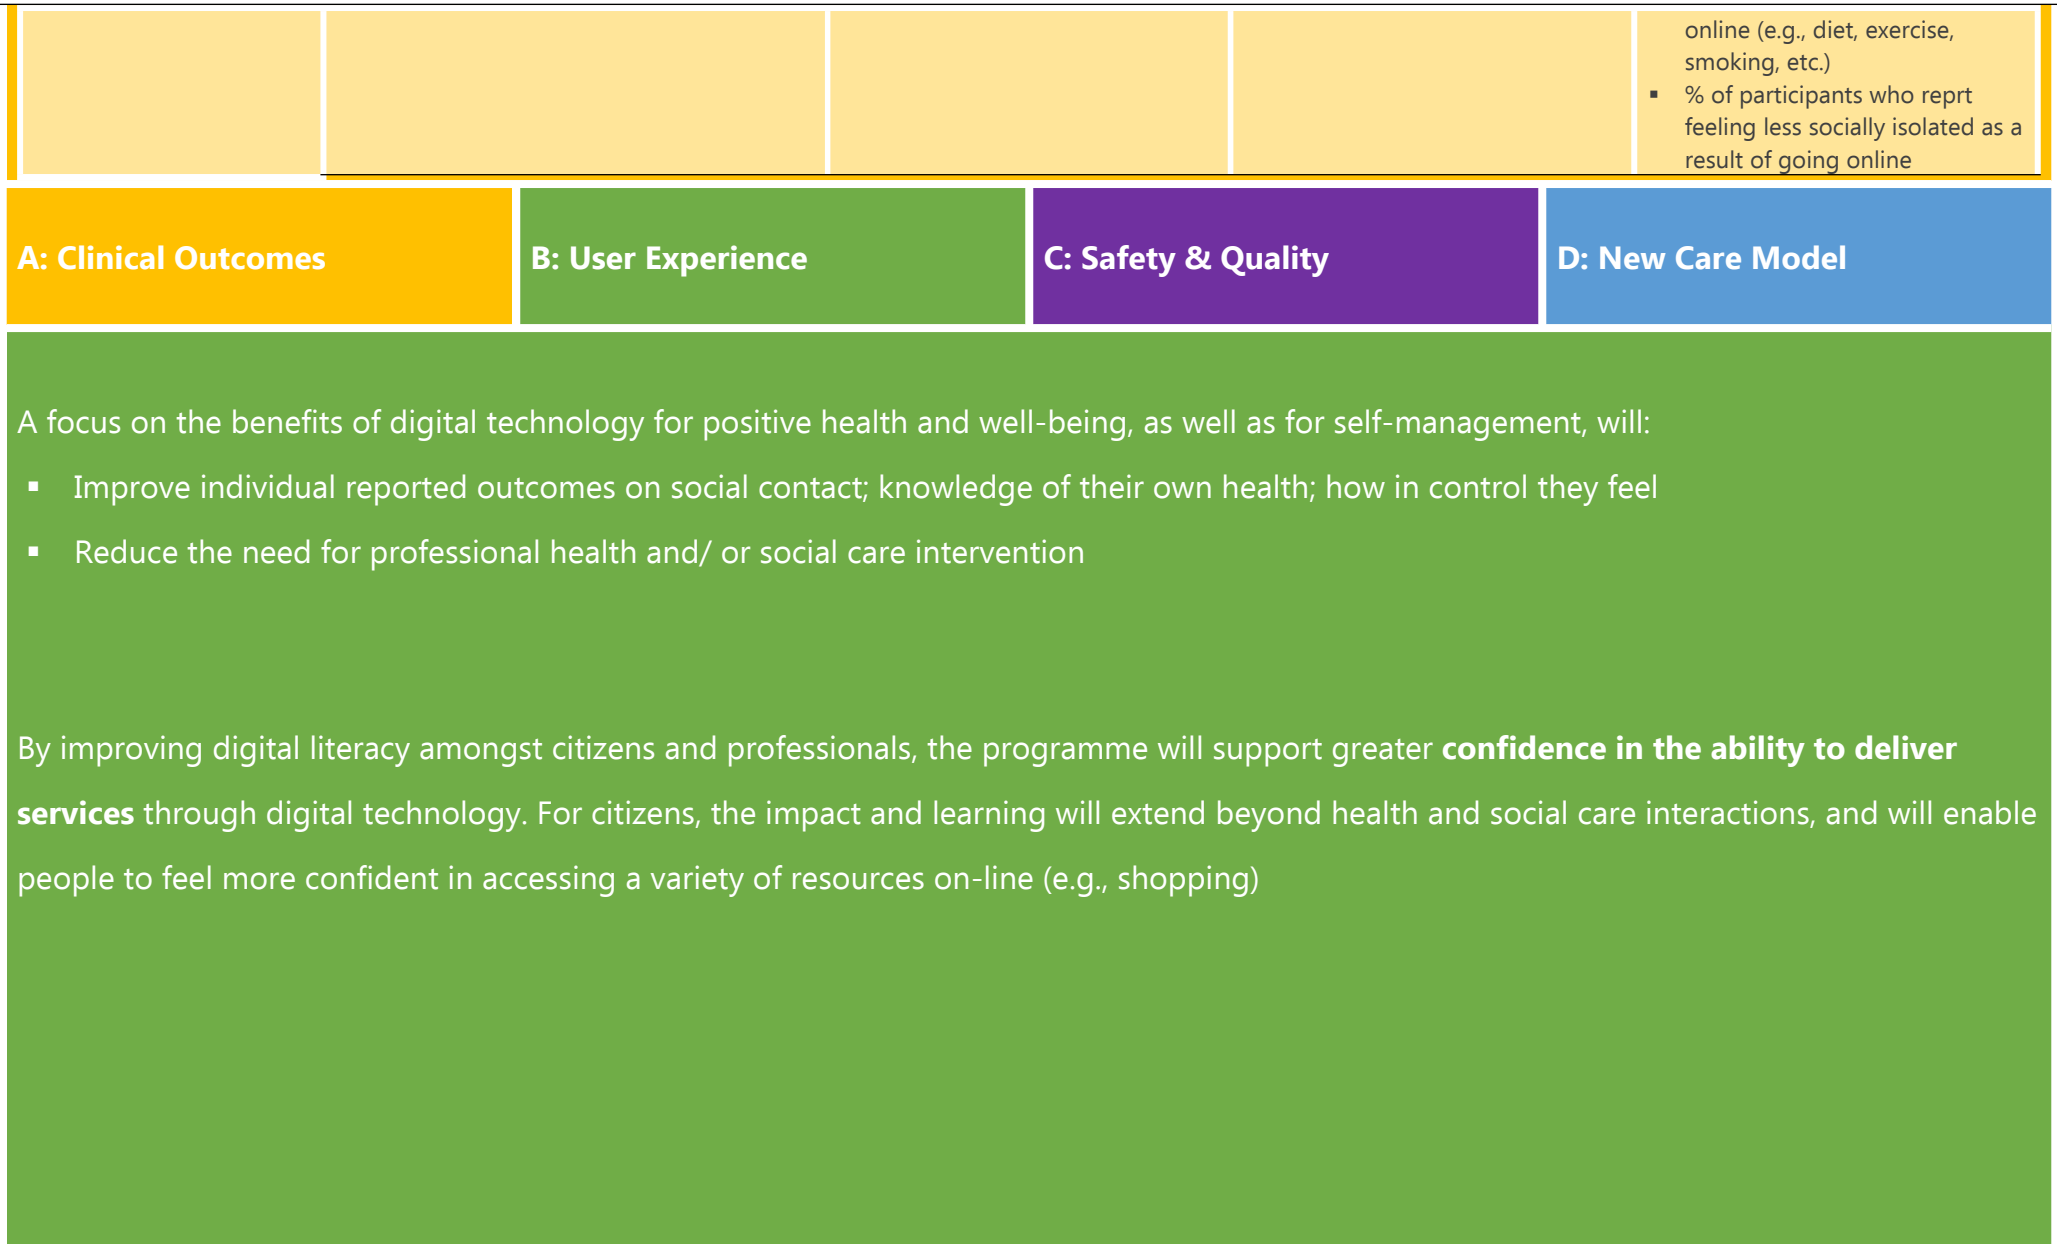 online (e.g., diet, exercise,
smoking, etc.)
▪ % of participants who reprt
feeling less socially isolated as a
result of going online
A: Clinical Outcomes
B: User Experience
C: Safety & Quality
D: New Care Model
A focus on the benefits of digital technology for positive health and well-being, as well as for self-management, will:
▪ Improve individual reported outcomes on social contact; knowledge of their own health; how in control they feel
▪ Reduce the need for professional health and/ or social care intervention
By improving digital literacy amongst citizens and professionals, the programme will support greater confidence in the ability to deliver
services through digital technology. For citizens, the impact and learning will extend beyond health and social care interactions, and will enable
people to feel more confident in accessing a variety of resources on-line (e.g., shopping)